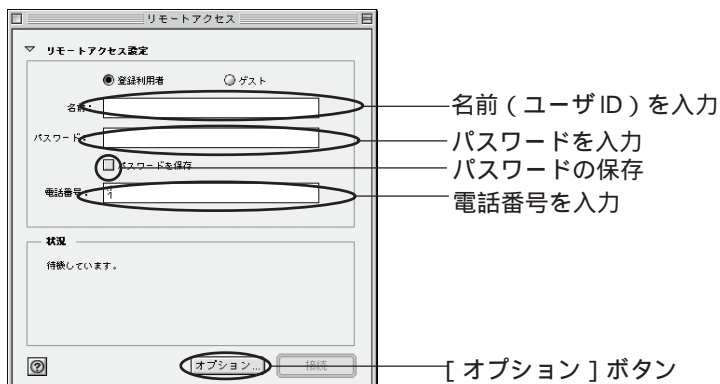 リモートアクセス
リモートアクセス設定
登録利用者 ゲスト
名前：
パスワード：
パスワードを保存
電話番号：
状況
待機しています。
オプション... 接続
名前（ユーザID）を入力
パスワードを入力
パスワードの保存
電話番号を入力
［オプション］ボタン